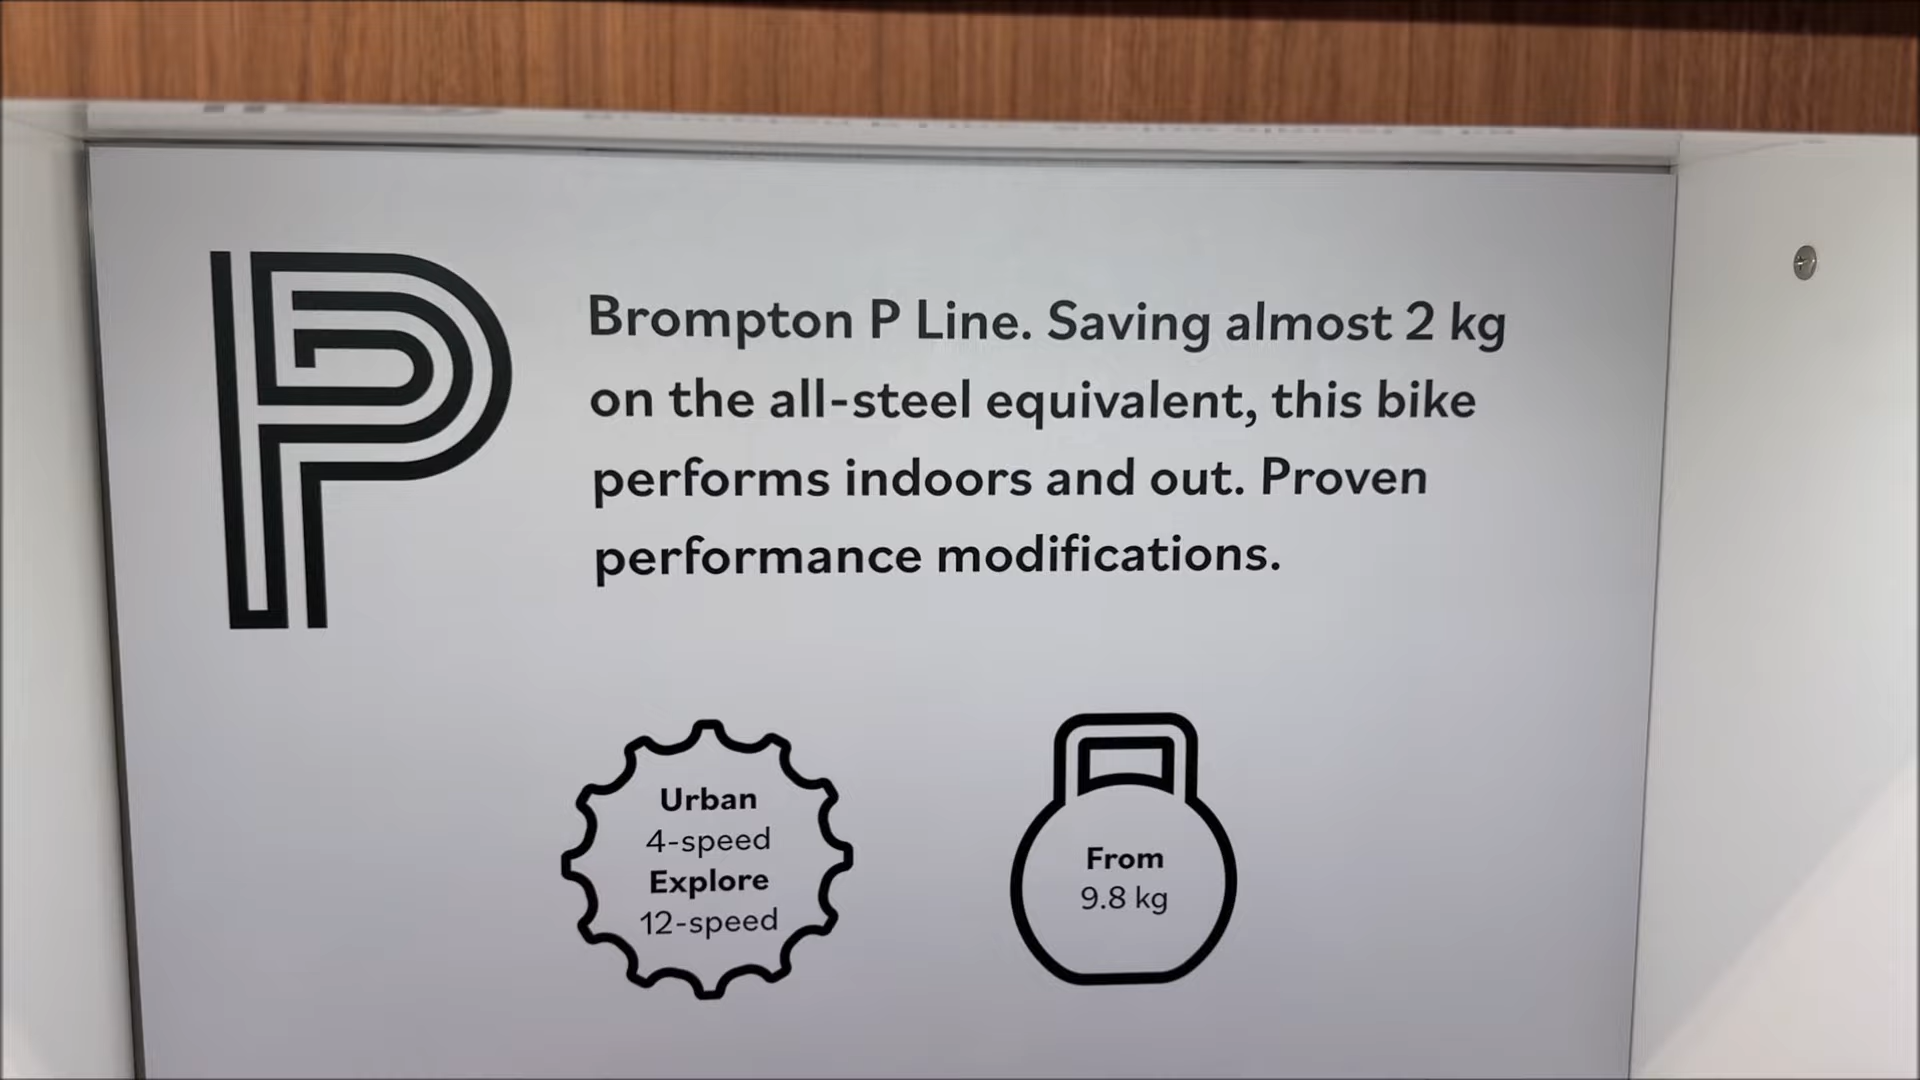 P
Brompton P Line. Saving almost 2 kg
on the all-steel equivalent, this bike
performs indoors and out. Proven
performance modifications.
Urban
4-speed
Explore
12-speed
From
9.8 kg